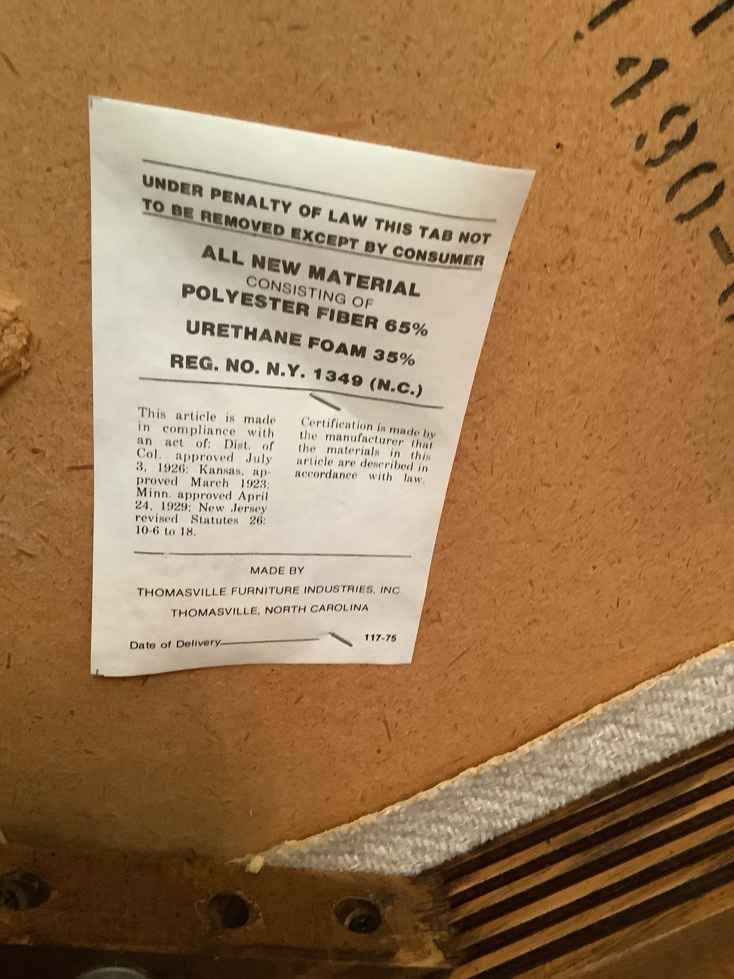 1490-
UNDER PENALTY OF LAW THIS TAB NOT
TO BE REMOVED EXCEPT BY CONSUMER
ALL NEW MATERIAL
CONSISTING OF
POLYESTER FIBER 65%
URETHANE FOAM 35%
REG. NO. N.Y. 1349 (N.C.)
This article is made
in compliance with
an act of: Dist. of
Col. approved July
3, 1926; Kansas, ap-
proved March 1923;
Minn. approved April
24, 1929; New Jersey
revised Statutes 26:
10-6 to 18.
Certification is made by
the manufacturer that
the materials in this
article are described in
accordance with law.
MADE BY
THOMASVILLE FURNITURE INDUSTRIES, INC.
THOMASVILLE, NORTH CAROLINA
Date of Delivery
117-75